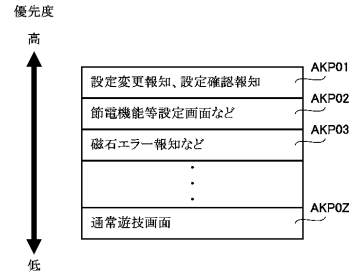 優先度
高
AKP01
設定変更報知、設定確認報知
AKP02
節電機能等設定画面など
AKP03
磁石エラー報知など
・
・
・
AKP0Z
通常遊技画面
低